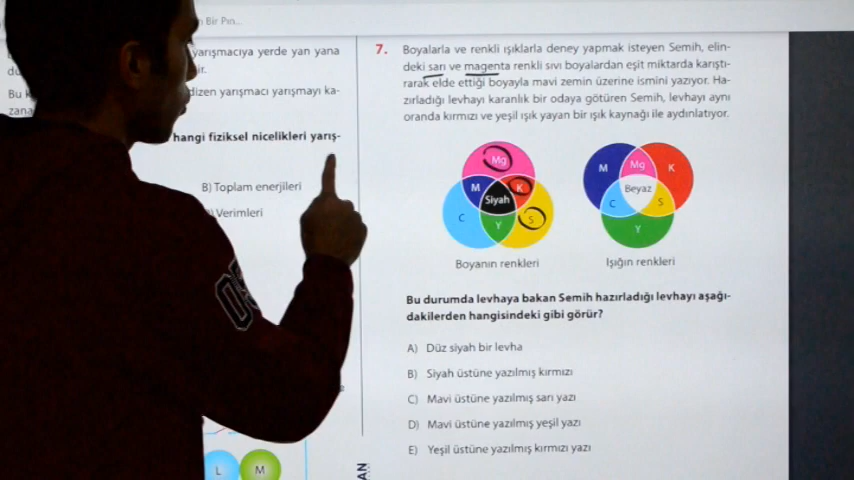 n Bir Pın...
yarışmacıya yerde yan yana
du
ir.
Bu k
dizen yarışmacı yarışmayı ka-
zana
hangi fiziksel nicelikleri yarış-
B) Toplam enerjileri
Verimleri
L M
7. Boyalarla ve renkli ışıklarla deney yapmak isteyen Semih, elin-
deki sarı ve magenta renkli sıvı boyalardan eşit miktarda karıştı-
rarak elde ettiği boyayla mavi zemin üzerine ismini yazıyor. Ha-
zırladığı levhayı karanlık bir odaya götüren Semih, levhayı aynı
oranda kırmızı ve yeşil ışık yayan bir ışık kaynağı ile aydınlatıyor.
Mg
M K
Siyah
C S
Y
Boyanın renkleri
M Mg K
Beyaz
C S
Y
Işığın renkleri
Bu durumda levhaya bakan Semih hazırladığı levhayı aşağı-
dakilerden hangisindeki gibi görür?
A) Düz siyah bir levha
B) Siyah üstüne yazılmış kırmızı
C) Mavi üstüne yazılmış sarı yazı
D) Mavi üstüne yazılmış yeşil yazı
E) Yeşil üstüne yazılmış kırmızı yazı